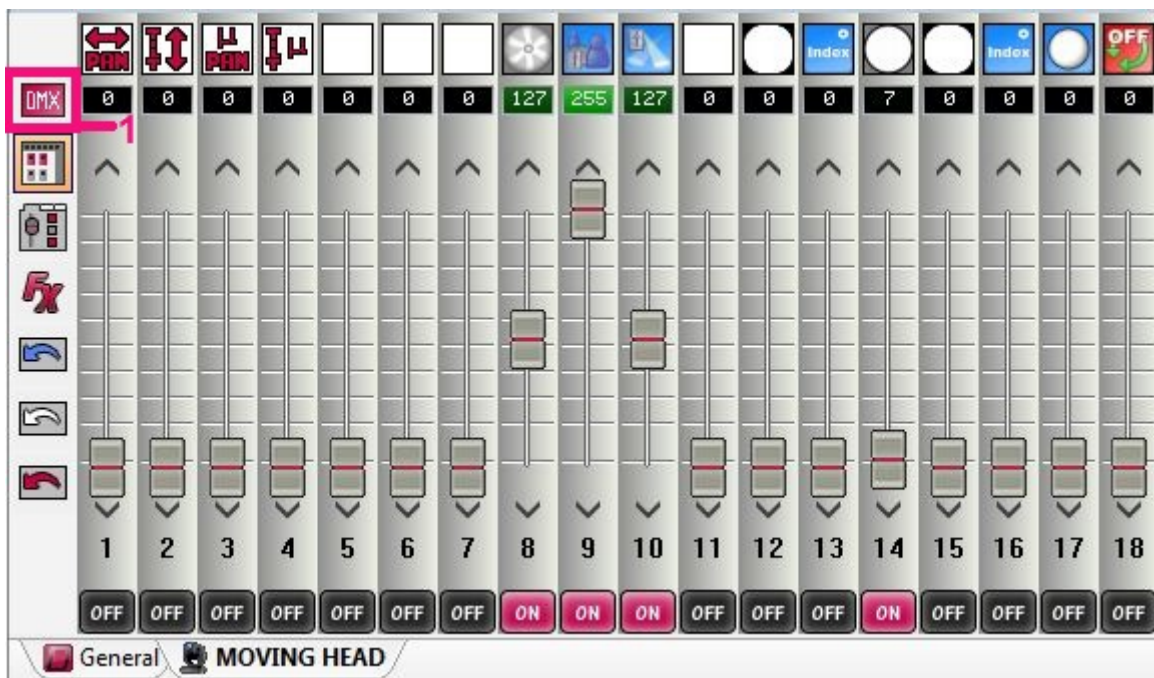 PAN µ PAN µ Index Index OFF
DMX 0 0 0 0 0 0 0 127 255 127 0 0 0 7 0 0 0 0
1
FX
1 2 3 4 5 6 7 8 9 10 11 12 13 14 15 16 17 18
OFF OFF OFF OFF OFF OFF OFF ON ON ON OFF OFF OFF ON OFF OFF OFF OFF
General MOVING HEAD